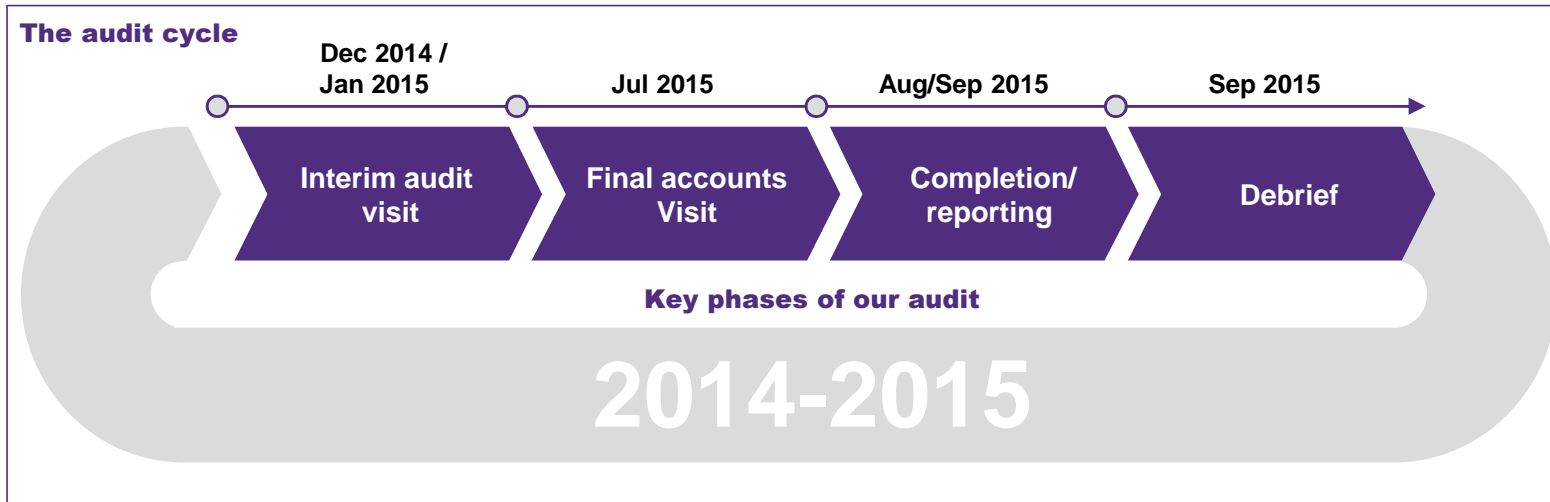 The audit cycle
Dec 2014 /
Jan 2015
Jul 2015
Aug/Sep 2015
Sep 2015
Interim audit
visit
Final accounts
Visit
Completion/
reporting
Debrief
Key phases of our audit
2014-2015